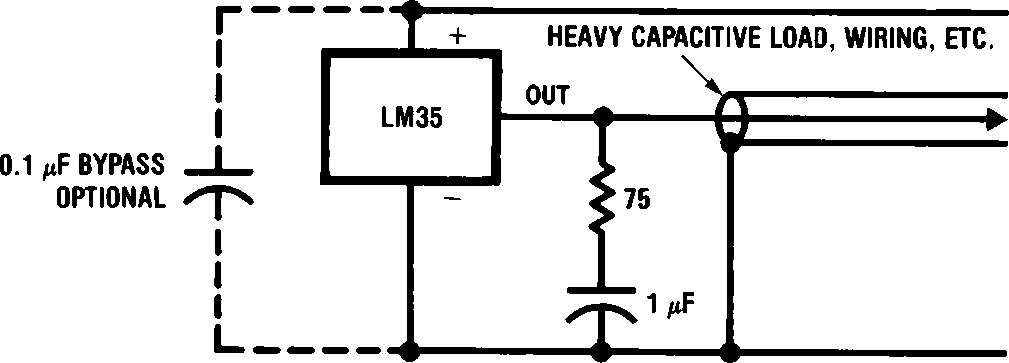 HEAVY CAPACITIVE LOAD, WIRING, ETC.
+
LM35
OUT
0.1 µF BYPASS
OPTIONAL
−
75
1 µF